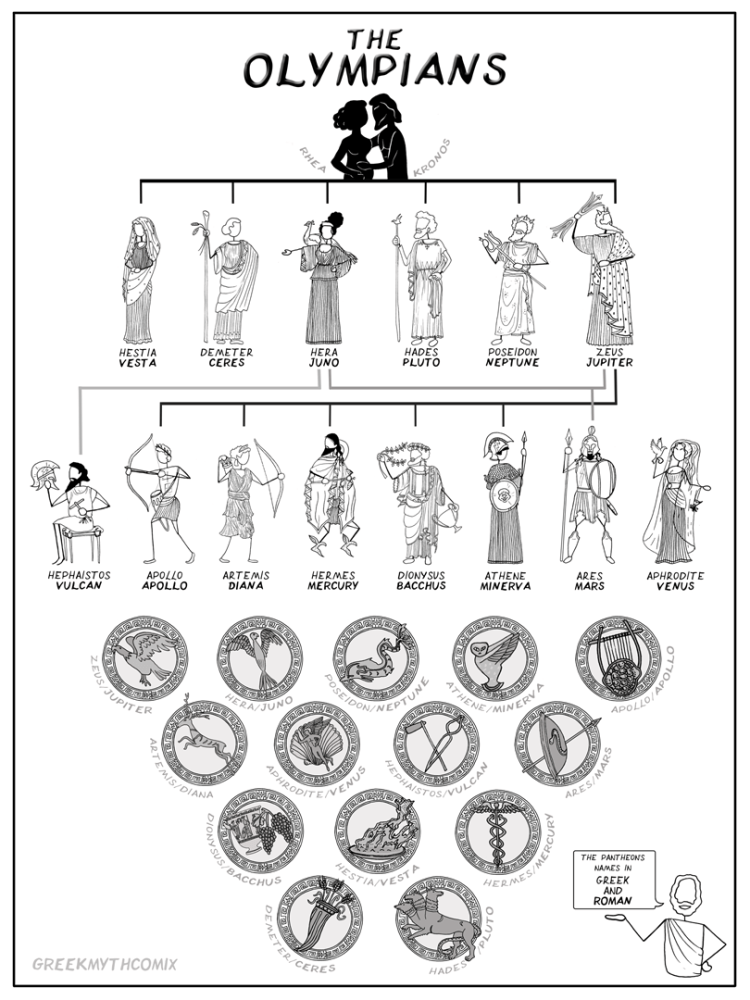 THE
OLYMPIANS
RHEA
KRONOS
HESTIA
VESTA
DEMETER
CERES
HERA
JUNO
HADES
PLUTO
POSEIDON
NEPTUNE
ZEUS
JUPITER
HEPHAISTOS
VULCAN
APOLLO
APOLLO
ARTEMIS
DIANA
HERMES
MERCURY
DIONYSUS
BACCHUS
ATHENE
MINERVA
ARES
MARS
APHRODITE
VENUS
ZEUS/JUPITER
HERA/JUNO
POSEIDON/NEPTUNE
ATHENE/MINERVA
APOLLO/APOLLO
ARTEMIS/DIANA
APHRODITE/VENUS
HEPHAISTOS/VULCAN
ARES/MARS
DIONYSUS/BACCHUS
HESTIA/VESTA
HERMES/MERCURY
DEMETER/CERES
HADES/PLUTO
THE PANTHEONS
NAMES IN
GREEK
AND
ROMAN
GREEKMYTHCOMIX